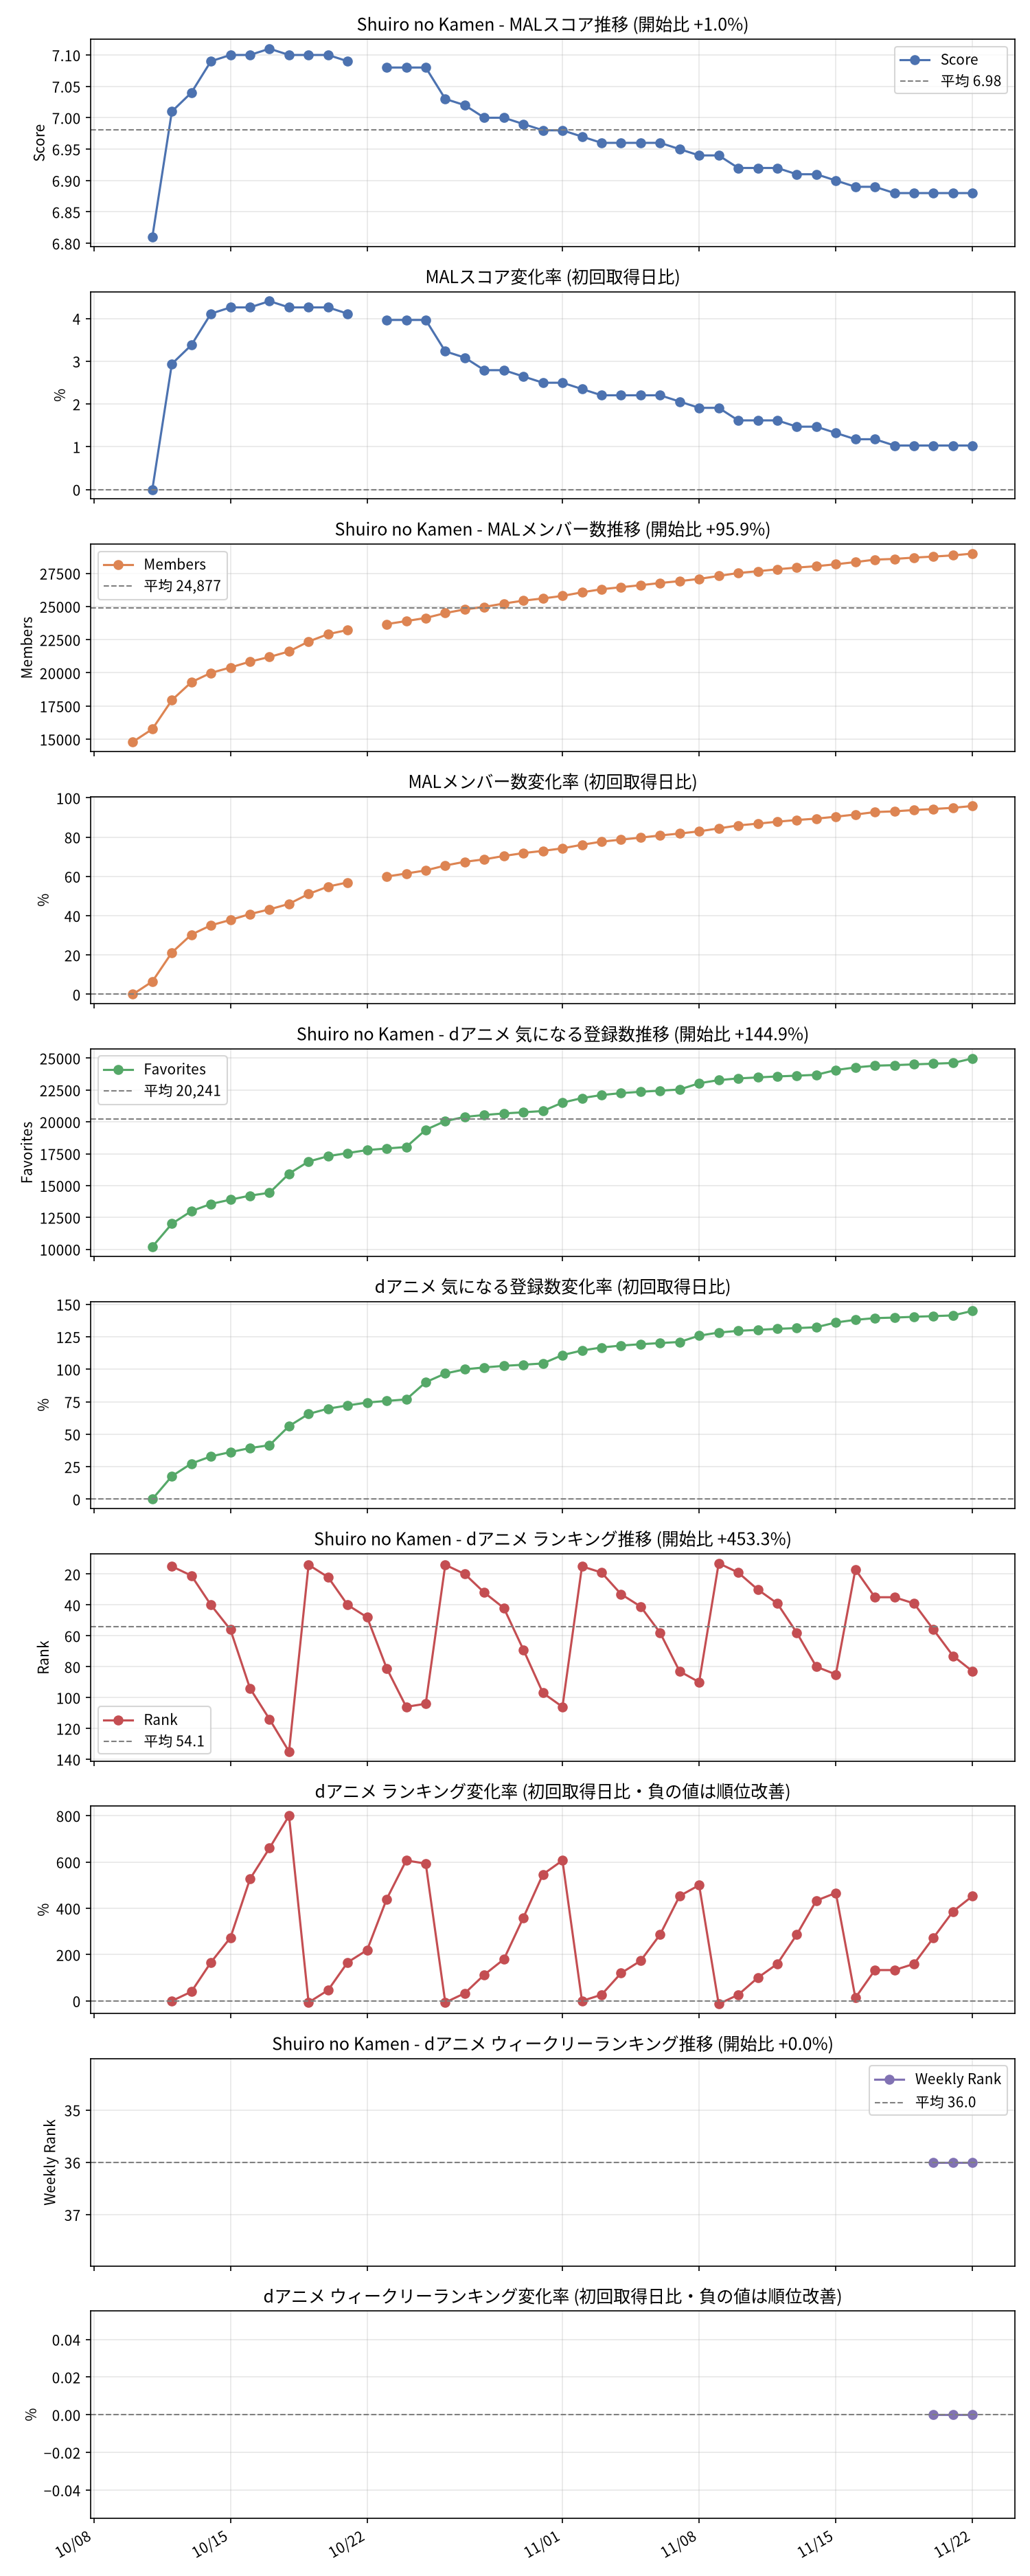 Shuiro no Kamen - MALスコア推移 (開始比 +1.0%)
Score
7.10
7.05
7.00
6.95
6.90
6.85
6.80
Score
平均 6.98
MALスコア変化率 (初回取得日比)
%
4
3
2
1
0
Shuiro no Kamen - MALメンバー数推移 (開始比 +95.9%)
Members
27500
25000
22500
20000
17500
15000
Members
平均 24,877
MALメンバー数変化率 (初回取得日比)
%
100
80
60
40
20
0
Shuiro no Kamen - dアニメ 気になる登録数推移 (開始比 +144.9%)
Favorites
25000
22500
20000
17500
15000
12500
10000
Favorites
平均 20,241
dアニメ 気になる登録数変化率 (初回取得日比)
%
150
125
100
75
50
25
0
Shuiro no Kamen - dアニメ ランキング推移 (開始比 +453.3%)
Rank
20
40
60
80
100
120
140
Rank
平均 54.1
dアニメ ランキング変化率 (初回取得日比・負の値は順位改善)
%
800
600
400
200
0
Shuiro no Kamen - dアニメ ウィークリーランキング推移 (開始比 +0.0%)
Weekly Rank
35
36
37
Weekly Rank
平均 36.0
dアニメ ウィークリーランキング変化率 (初回取得日比・負の値は順位改善)
%
0.04
0.02
0.00
−0.02
−0.04
10/08
10/15
10/22
11/01
11/08
11/15
11/22